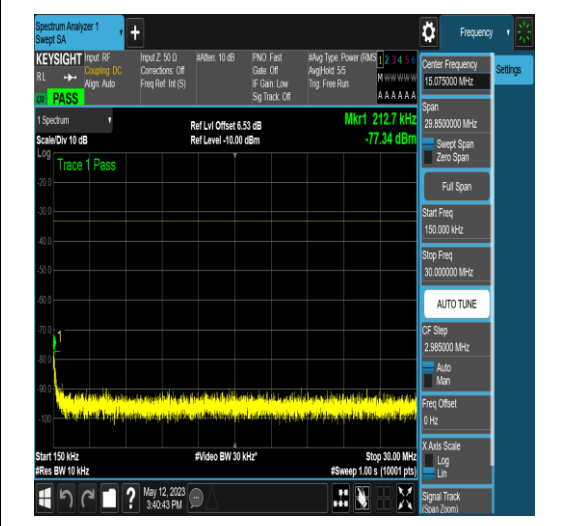 Spectrum Analyzer 1
Swept SA
Frequency
KEYSIGHT
Input: RF
Coupling: DC
Align: Auto
Input Z: 50 Ω
Corrections: Off
Freq Ref: Int (S)
#Atten: 10 dB
PNO: Fast
Gate: Off
IF Gain: Low
Sig Track: Off
#Avg Type: Power (RMS
Avg|Hold: 5/5
Trig: Free Run
1 2 3 4 5 6
M W W W W W
A A A A A A
RL
PASS
Center Frequency
15.075000 MHz
Settings
Span
29.8500000 MHz
Swept Span
Zero Span
Full Span
Start Freq
150.000 kHz
Stop Freq
30.000000 MHz
AUTO TUNE
CF Step
2.985000 MHz
Auto
Man
Freq Offset
0 Hz
X Axis Scale
Log
Lin
Signal Track
(Span Zoom)
1 Spectrum
Scale/Div 10 dB
Ref Lvl Offset 6.53 dB
Ref Level -10.00 dBm
Mkr1 212.7 kHz
-77.34 dBm
Log
Trace 1 Pass
-20.0
-30.0
-40.0
-50.0
-60.0
-70.0
1
-80.0
-90.0
-100
Start 150 kHz
#Video BW 30 kHz*
Stop 30.00 MHz
#Res BW 10 kHz
#Sweep 1.00 s (10001 pts)
May 12, 2023
3:40:43 PM